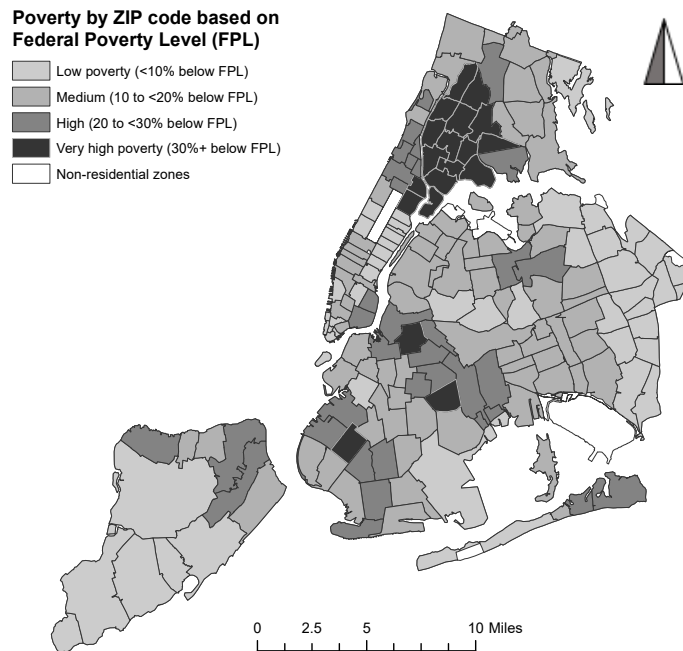 Poverty by ZIP code based on
Federal Poverty Level (FPL)
Low poverty (<10% below FPL)
Medium (10 to <20% below FPL)
High (20 to <30% below FPL)
Very high poverty (30%+ below FPL)
Non-residential zones
0 2.5 5 10 Miles